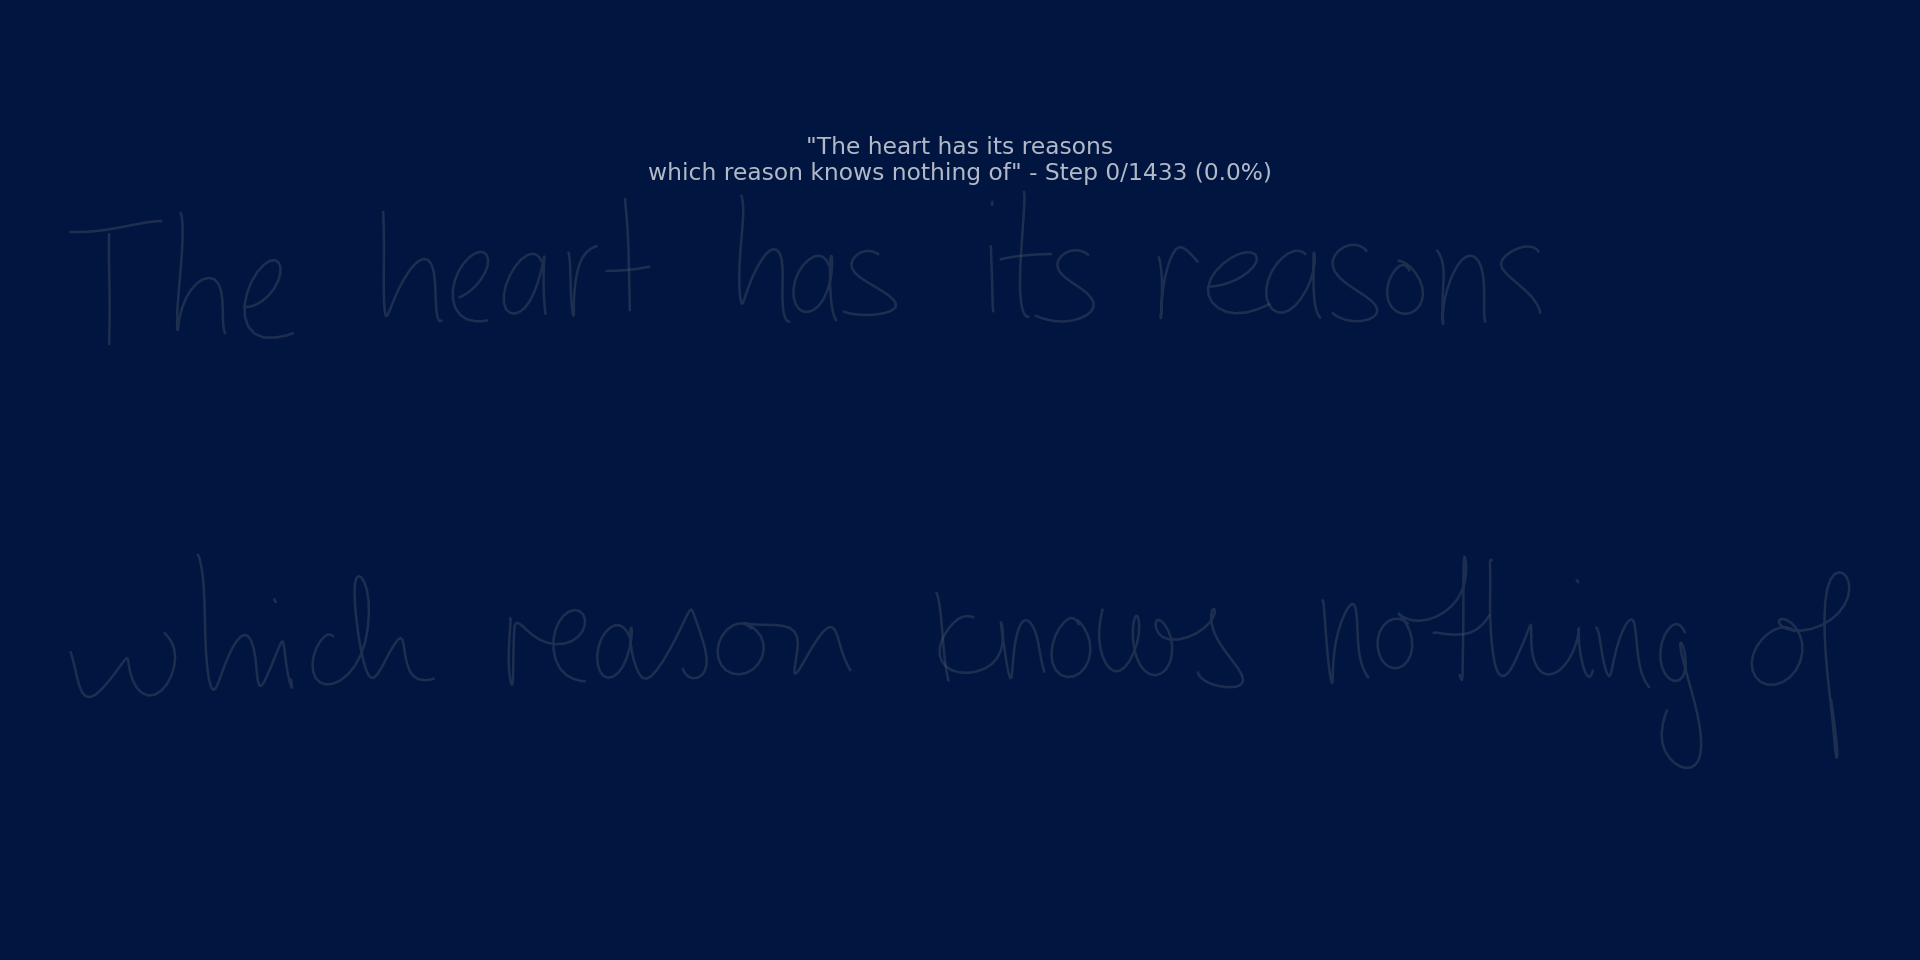 "The heart has its reasons
which reason knows nothing of" - Step 0/1433 (0.0%)
The heart has its reasons
which reason knows nothing of